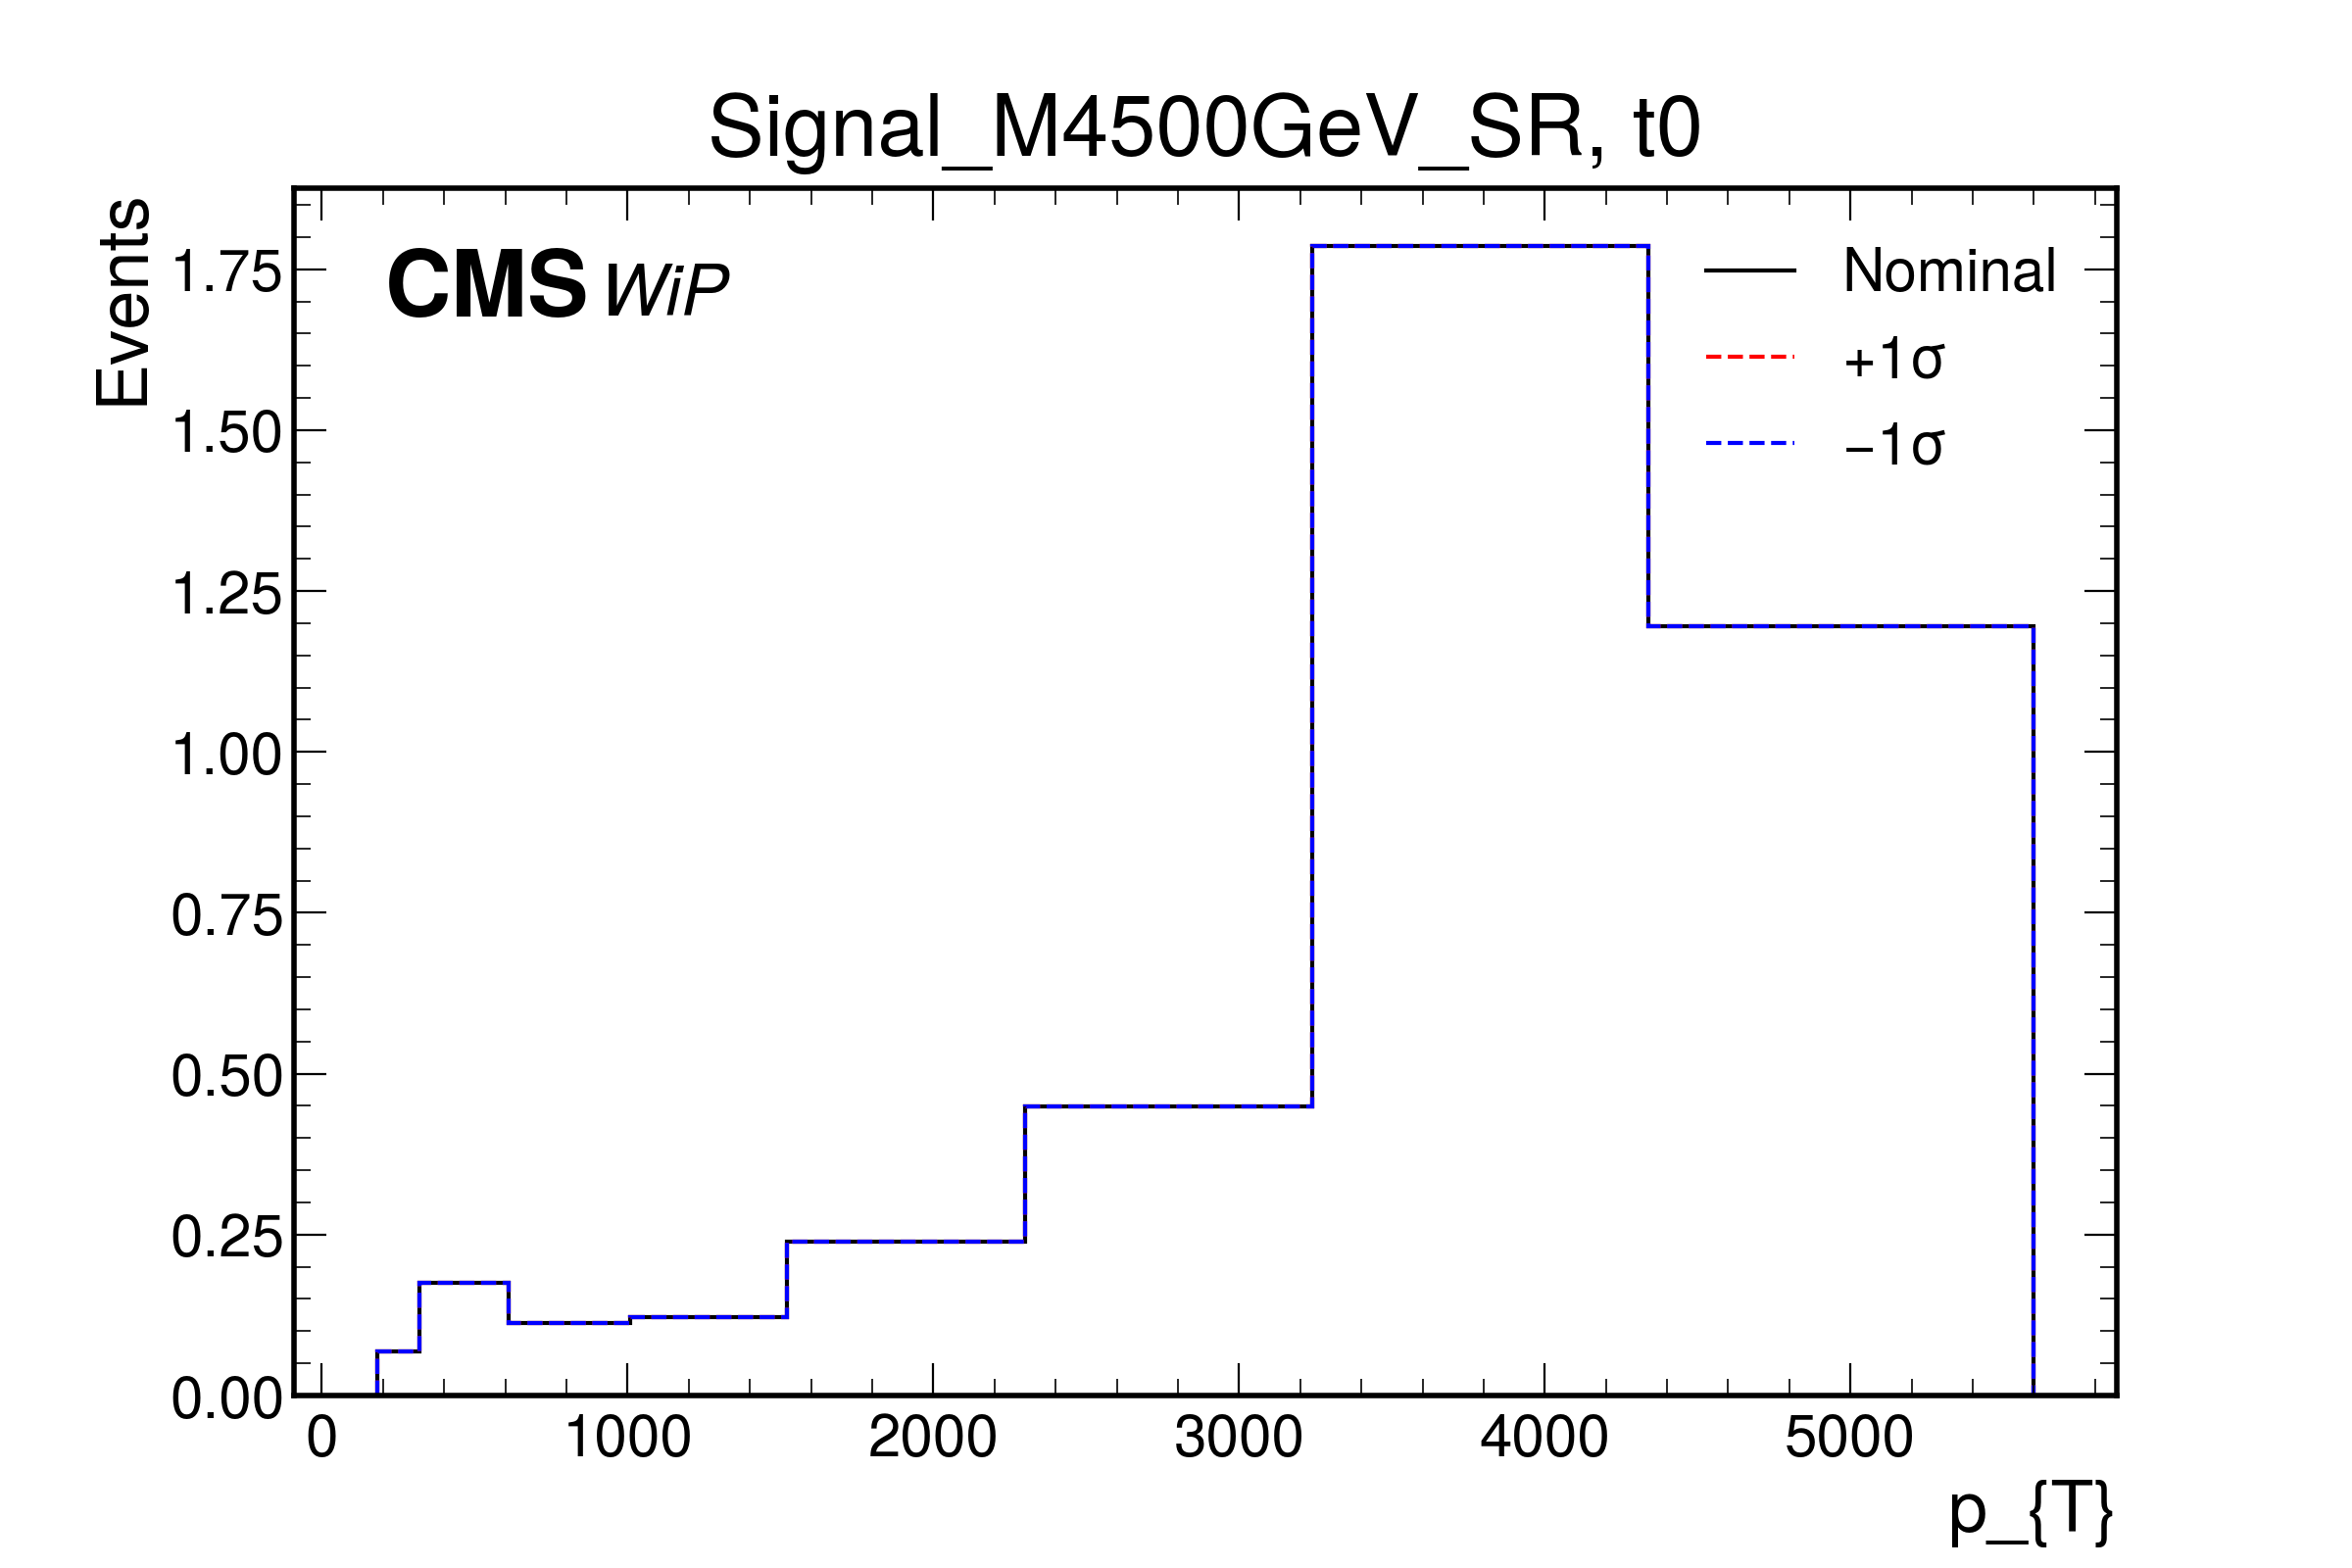 Signal_M4500GeV_SR, t0
Events
CMS WiP
Nominal
+1σ
−1σ
1.75
1.50
1.25
1.00
0.75
0.50
0.25
0.00
0 1000 2000 3000 4000 5000
p_{T}